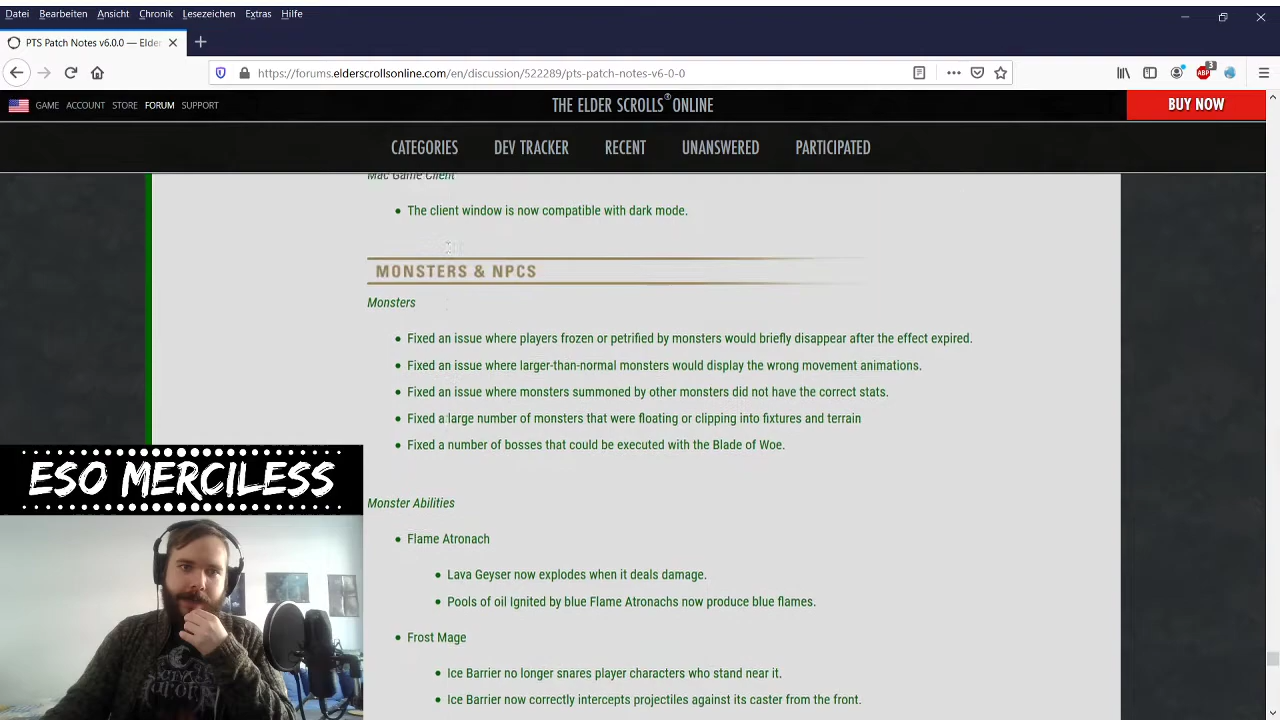 Datei Bearbeiten Ansicht Chronik Lesezeichen Extras Hilfe
PTS Patch Notes v6.0.0 — Elder
https://forums.elderscrollsonline.com/en/discussion/522289/pts-patch-notes-v6-0-0
ABP 3
GAME ACCOUNT STORE FORUM SUPPORT
THE ELDER SCROLLS® ONLINE
BUY NOW
CATEGORIES DEV TRACKER RECENT UNANSWERED PARTICIPATED
Mac Game Client
• The client window is now compatible with dark mode.
MONSTERS & NPCS
Monsters
• Fixed an issue where players frozen or petrified by monsters would briefly disappear after the effect expired.
• Fixed an issue where larger-than-normal monsters would display the wrong movement animations.
• Fixed an issue where monsters summoned by other monsters did not have the correct stats.
• Fixed a large number of monsters that were floating or clipping into fixtures and terrain
• Fixed a number of bosses that could be executed with the Blade of Woe.
ESO MERCILESS
Monster Abilities
• Flame Atronach
• Lava Geyser now explodes when it deals damage.
• Pools of oil Ignited by blue Flame Atronachs now produce blue flames.
• Frost Mage
• Ice Barrier no longer snares player characters who stand near it.
• Ice Barrier now correctly intercepts projectiles against its caster from the front.